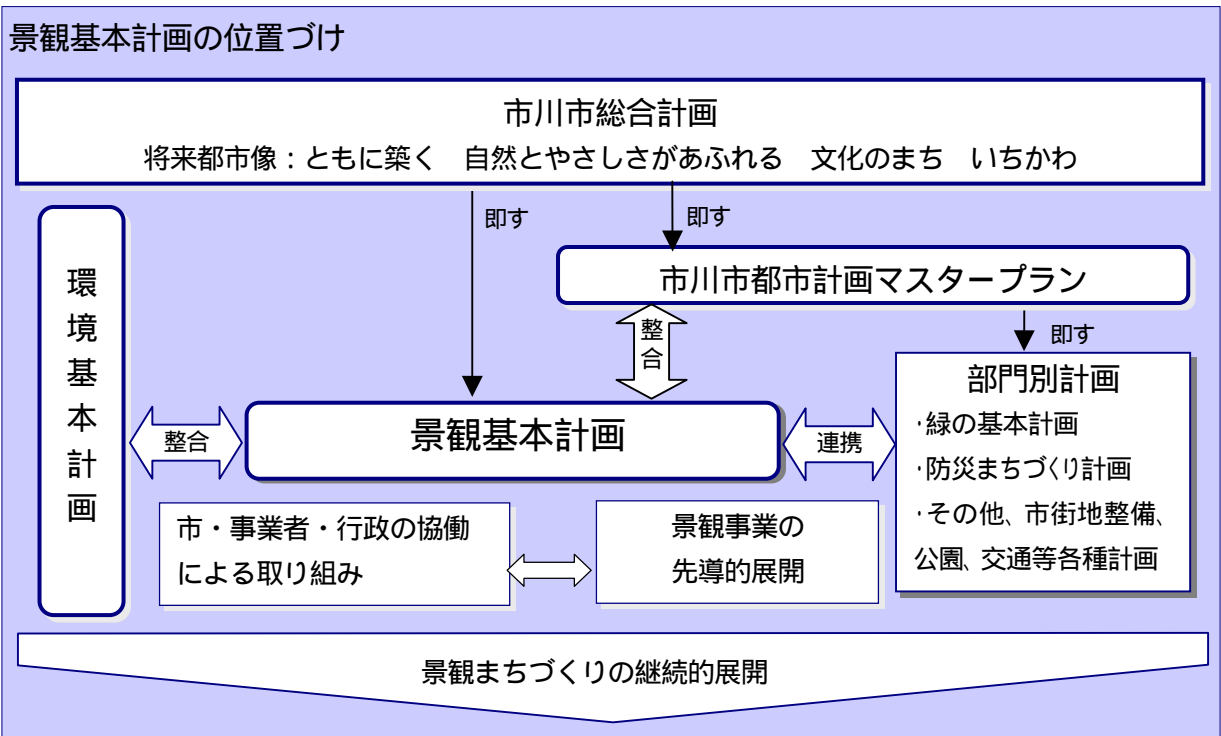 景観基本計画の位置づけ
市川市総合計画
将来都市像：ともに築く　自然とやさしさがあふれる　文化のまち　いちかわ
即す
即す
市川市都市計画マスタープラン
環境基本計画
整合
即す
部門別計画
・緑の基本計画
・防災まちづくり計画
・その他、市街地整備、
公園、交通等各種計画
整合
景観基本計画
連携
市・事業者・行政の協働
による取り組み
景観事業の
先導的展開
景観まちづくりの継続的展開